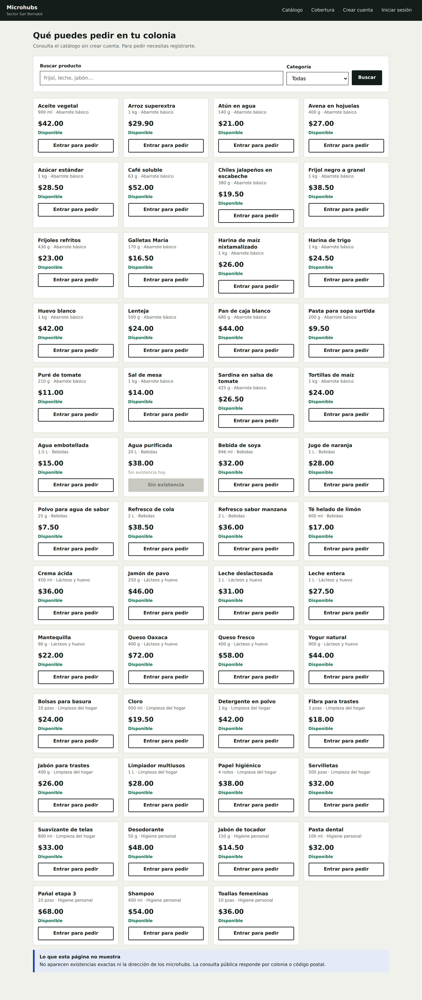 Microhubs
Sector San Bernabé
Catálogo
Cobertura
Crear cuenta
Iniciar sesión
Qué puedes pedir en tu colonia
Consulta el catálogo sin crear cuenta. Para pedir necesitas registrarte.
Buscar producto
frijol, leche, jabón...
Categoría
Todas
Buscar
Aceite vegetal
900 ml · Abarrote básico
$42.00
Disponible
Entrar para pedir
Arroz superextra
1 kg · Abarrote básico
$29.90
Disponible
Entrar para pedir
Atún en agua
140 g · Abarrote básico
$21.00
Disponible
Entrar para pedir
Avena en hojuelas
400 g · Abarrote básico
$27.00
Disponible
Entrar para pedir
Azúcar estándar
1 kg · Abarrote básico
$28.50
Disponible
Entrar para pedir
Café soluble
63 g · Abarrote básico
$52.00
Disponible
Entrar para pedir
Chiles jalapeños en
escabeche
380 g · Abarrote básico
$19.50
Disponible
Entrar para pedir
Frijol negro a granel
1 kg · Abarrote básico
$38.50
Disponible
Entrar para pedir
Frijoles refritos
430 g · Abarrote básico
$23.00
Disponible
Entrar para pedir
Galletas María
170 g · Abarrote básico
$16.50
Disponible
Entrar para pedir
Harina de maíz
nixtamalizado
1 kg · Abarrote básico
$26.00
Disponible
Entrar para pedir
Harina de trigo
1 kg · Abarrote básico
$24.50
Disponible
Entrar para pedir
Huevo blanco
1 kg · Abarrote básico
$42.00
Disponible
Entrar para pedir
Lenteja
500 g · Abarrote básico
$24.00
Disponible
Entrar para pedir
Pan de caja blanco
680 g · Abarrote básico
$44.00
Disponible
Entrar para pedir
Pasta para sopa surtida
200 g · Abarrote básico
$9.50
Disponible
Entrar para pedir
Puré de tomate
210 g · Abarrote básico
$11.00
Disponible
Entrar para pedir
Sal de mesa
1 kg · Abarrote básico
$14.00
Disponible
Entrar para pedir
Sardina en salsa de
tomate
425 g · Abarrote básico
$26.50
Disponible
Entrar para pedir
Tortillas de maíz
1 kg · Abarrote básico
$24.00
Disponible
Entrar para pedir
Agua embotellada
1.5 L · Bebidas
$15.00
Disponible
Entrar para pedir
Agua purificada
20 L · Bebidas
$38.00
Sin existencia hoy
Sin existencia
Bebida de soya
946 ml · Bebidas
$32.00
Disponible
Entrar para pedir
Jugo de naranja
1 L · Bebidas
$28.00
Disponible
Entrar para pedir
Polvo para agua de sabor
25 g · Bebidas
$7.50
Disponible
Entrar para pedir
Refresco de cola
2 L · Bebidas
$38.50
Disponible
Entrar para pedir
Refresco sabor manzana
2 L · Bebidas
$36.00
Disponible
Entrar para pedir
Té helado de limón
600 ml · Bebidas
$17.00
Disponible
Entrar para pedir
Crema ácida
450 ml · Lácteos y huevo
$36.00
Disponible
Entrar para pedir
Jamón de pavo
250 g · Lácteos y huevo
$46.00
Disponible
Entrar para pedir
Leche deslactosada
1 L · Lácteos y huevo
$31.00
Disponible
Entrar para pedir
Leche entera
1 L · Lácteos y huevo
$27.50
Disponible
Entrar para pedir
Mantequilla
90 g · Lácteos y huevo
$22.00
Disponible
Entrar para pedir
Queso Oaxaca
400 g · Lácteos y huevo
$72.00
Disponible
Entrar para pedir
Queso fresco
400 g · Lácteos y huevo
$58.00
Disponible
Entrar para pedir
Yogur natural
900 g · Lácteos y huevo
$44.00
Disponible
Entrar para pedir
Bolsas para basura
10 pzas · Limpieza del hogar
$24.00
Disponible
Entrar para pedir
Cloro
950 ml · Limpieza del hogar
$19.50
Disponible
Entrar para pedir
Detergente en polvo
1 kg · Limpieza del hogar
$42.00
Disponible
Entrar para pedir
Fibra para trastes
3 pzas · Limpieza del hogar
$18.00
Disponible
Entrar para pedir
Jabón para trastes
400 g · Limpieza del hogar
$26.00
Disponible
Entrar para pedir
Limpiador multiusos
1 L · Limpieza del hogar
$28.00
Disponible
Entrar para pedir
Papel higiénico
4 rollos · Limpieza del hogar
$38.00
Disponible
Entrar para pedir
Servilletas
500 pzas · Limpieza del hogar
$32.00
Disponible
Entrar para pedir
Suavizante de telas
800 ml · Limpieza del hogar
$33.00
Disponible
Entrar para pedir
Desodorante
50 g · Higiene personal
$48.00
Disponible
Entrar para pedir
Jabón de tocador
150 g · Higiene personal
$14.50
Disponible
Entrar para pedir
Pasta dental
100 ml · Higiene personal
$32.00
Disponible
Entrar para pedir
Pañal etapa 3
10 pzas · Higiene personal
$68.00
Disponible
Entrar para pedir
Shampoo
400 ml · Higiene personal
$54.00
Disponible
Entrar para pedir
Toallas femeninas
10 pzas · Higiene personal
$36.00
Disponible
Entrar para pedir
Lo que esta página no muestra
No aparecen existencias exactas ni la dirección de los microhubs. La consulta pública responde por colonia o código postal.